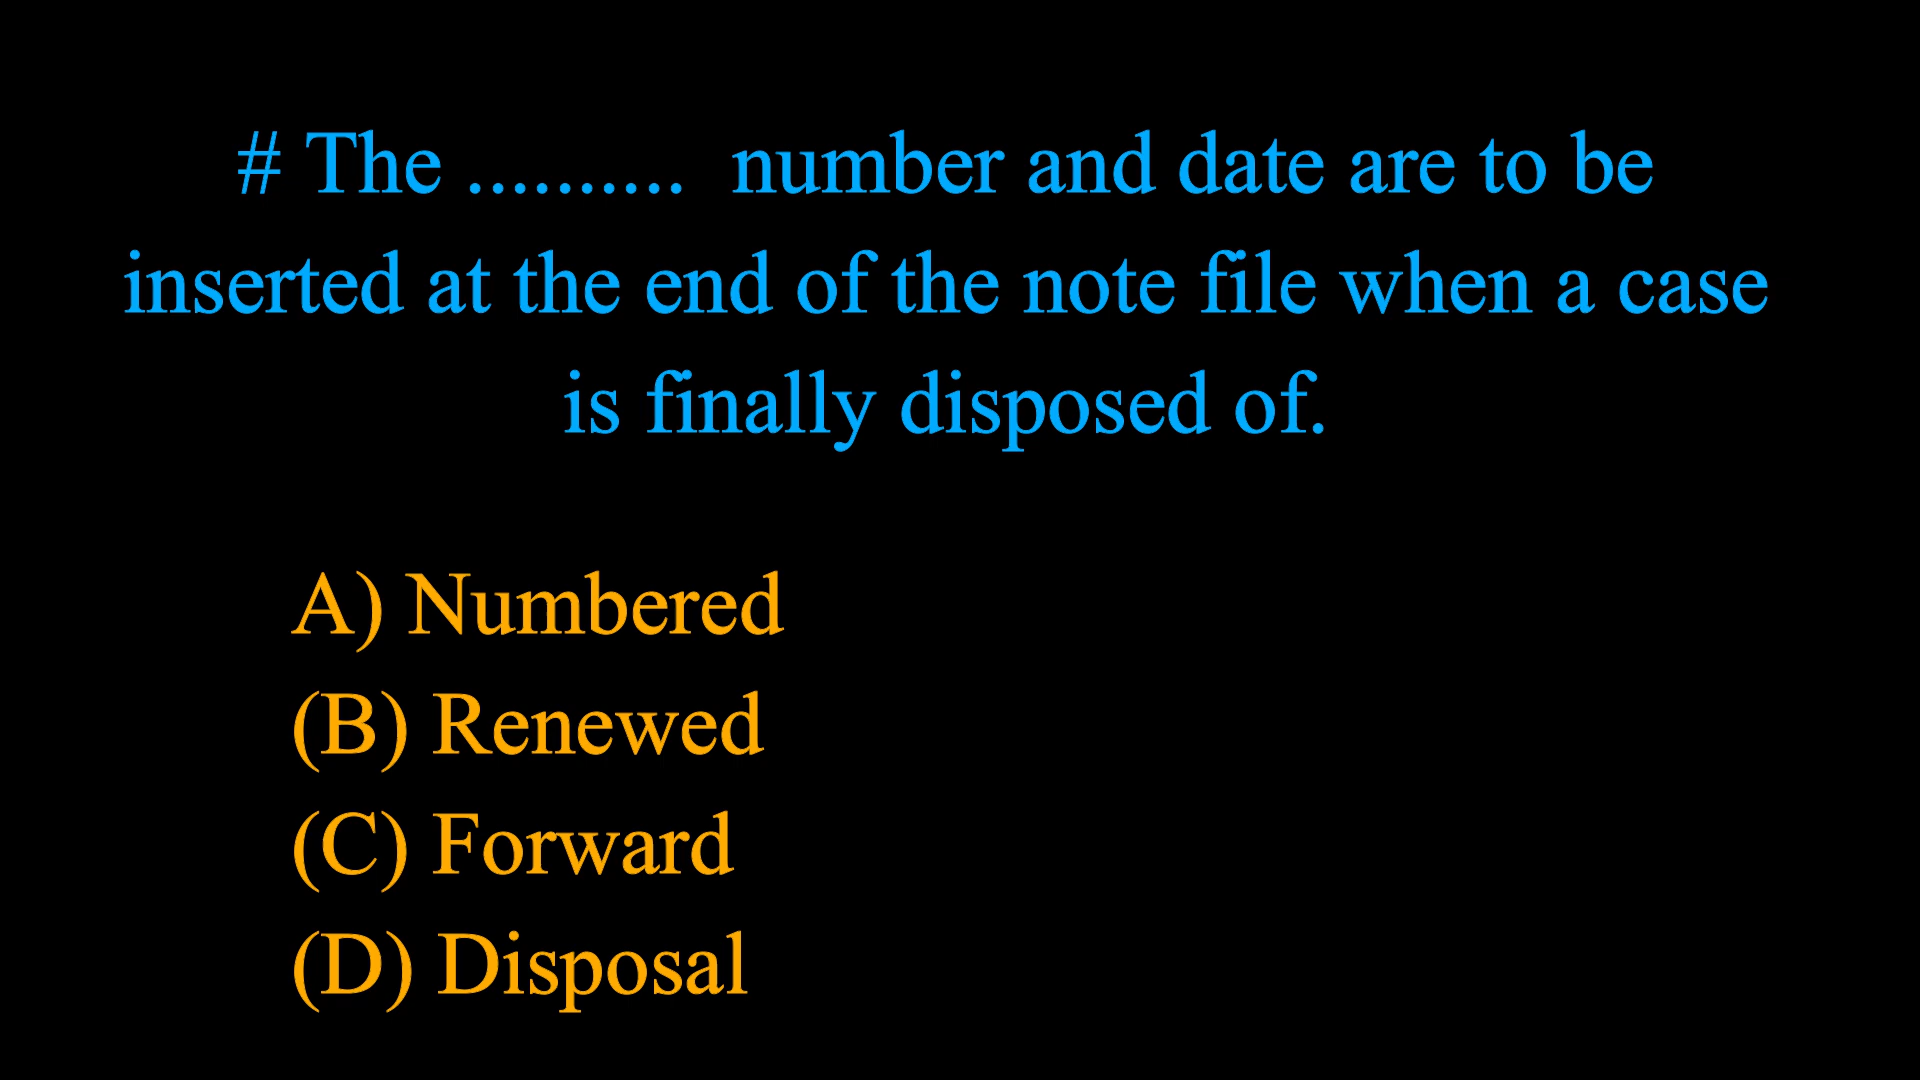 # The .......... number and date are to be
inserted at the end of the note file when a case
is finally disposed of.
A) Numbered
(B) Renewed
(C) Forward
(D) Disposal